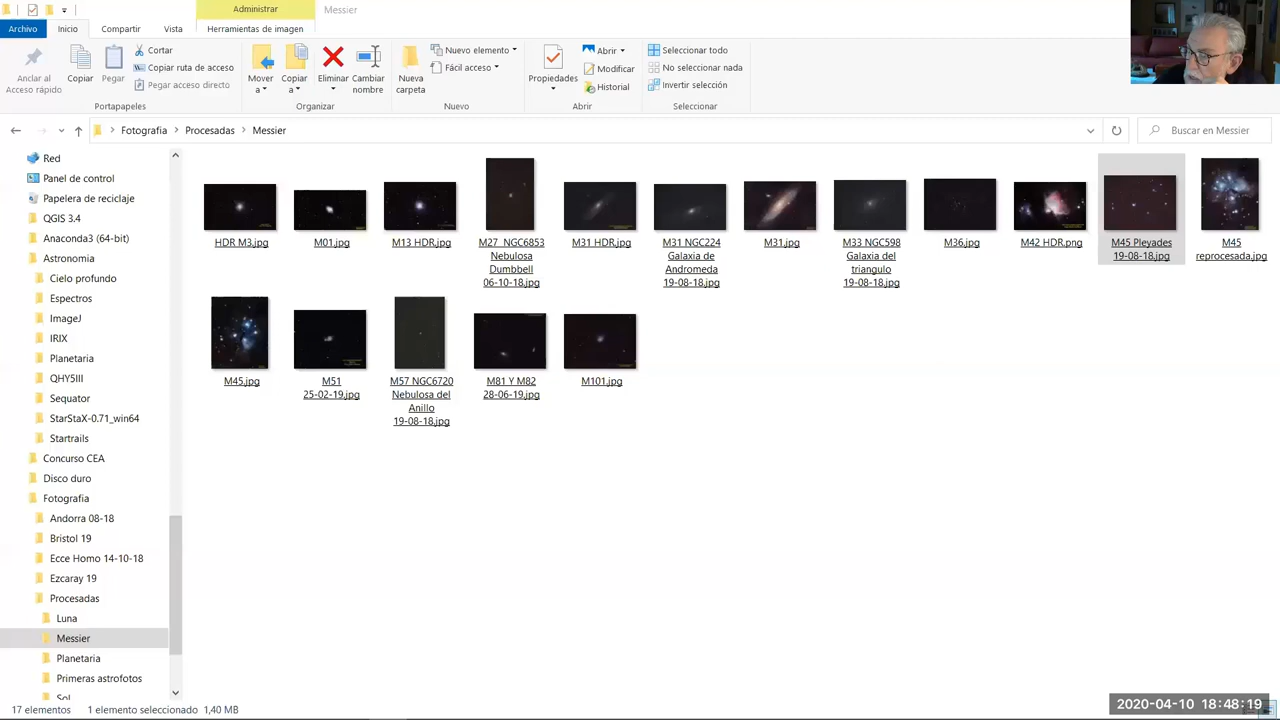 Administrar
Messier
Archivo
Inicio
Compartir
Vista
Herramientas de imagen
Anclar al
Acceso rápido
Copiar
Pegar
Cortar
Copiar ruta de acceso
Pegar acceso directo
Portapapeles
Mover
a
Copiar
a
Eliminar
Cambiar
nombre
Organizar
Nueva
carpeta
Nuevo elemento
Fácil acceso
Nuevo
Propiedades
Abrir
Modificar
Historial
Abrir
Seleccionar todo
No seleccionar nada
Invertir selección
Seleccionar
Fotografia
Procesadas
Messier
Buscar en Messier
Red
Panel de control
Papelera de reciclaje
QGIS 3.4
Anaconda3 (64-bit)
Astronomia
Cielo profundo
Espectros
ImageJ
IRIX
Planetaria
QHY5III
Sequator
StarStaX-0.71_win64
Startrails
Concurso CEA
Disco duro
Fotografia
Andorra 08-18
Bristol 19
Ecce Homo 14-10-18
Ezcaray 19
Procesadas
Luna
Messier
Planetaria
Primeras astrofotos
Sol
HDR M3.jpg
M01.jpg
M13 HDR.jpg
M27 NGC6853
Nebulosa
Dumbbell
06-10-18.jpg
M31 HDR.jpg
M31 NGC224
Galaxia de
Andromeda
19-08-18.jpg
M31.jpg
M33 NGC598
Galaxia del
triangulo
19-08-18.jpg
M36.jpg
M42 HDR.png
M45 Pleyades
19-08-18.jpg
M45
reprocesada.jpg
M45.jpg
M51
25-02-19.jpg
M57 NGC6720
Nebulosa del
Anillo
19-08-18.jpg
M81 Y M82
28-06-19.jpg
M101.jpg
17 elementos
1 elemento seleccionado 1,40 MB
2020-04-10 18:48:19